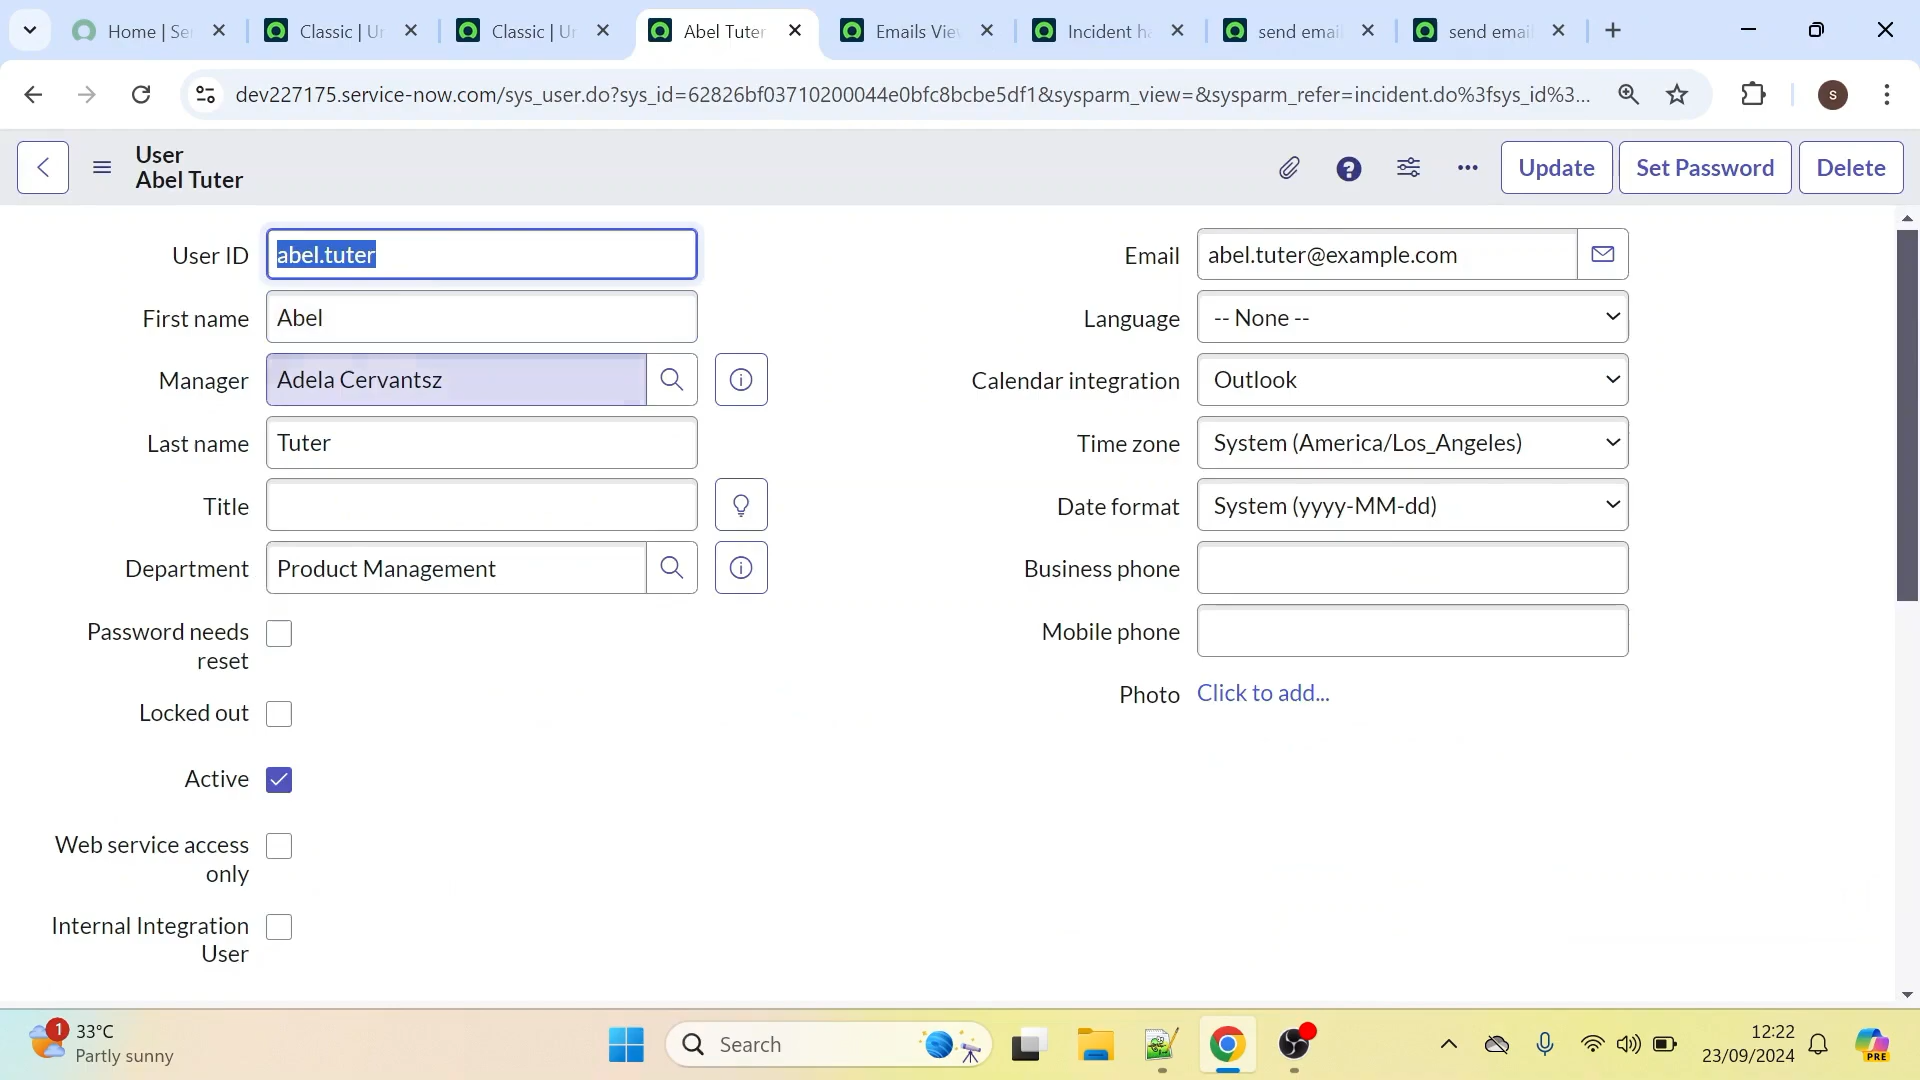 Home | Se
Classic | Ur
Classic | Ur
Abel Tuter
Emails Vie
Incident ha
send emai
send emai
dev227175.service-now.com/sys_user.do?sys_id=62826bf03710200044e0bfc8bcbe5df1&sysparm_view=&sysparm_refer=incident.do%3fsys_id%3...
s
User
Abel Tuter
Update
Set Password
Delete
User ID
abel.tuter
Email
abel.tuter@example.com
First name
Abel
Language
-- None --
Manager
Adela Cervantsz
Calendar integration
Outlook
Last name
Tuter
Time zone
System (America/Los_Angeles)
Title
Date format
System (yyyy-MM-dd)
Department
Product Management
Business phone
Password needs
reset
Mobile phone
Locked out
Photo
Click to add...
Active
Web service access
only
Internal Integration
User
1
33°C
Partly sunny
Search
12:22
23/09/2024
PRE